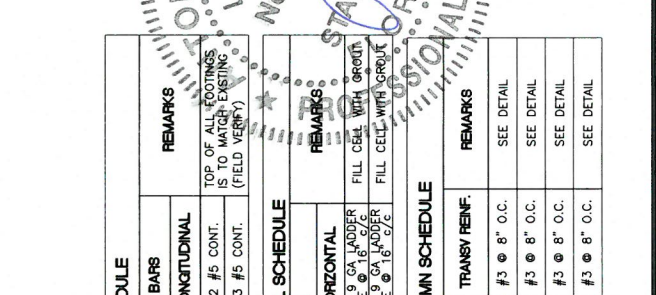 DULE
BARS
REMARKS
NGITUDINAL
2 #5 CONT.
TOP OF ALL FOOTINGS
IS TO MATCH EXISTING
3 #5 CONT.
(FIELD VERIFY)
SCHEDULE
RIZONTAL
REMARKS
9 GA LADDER
@ 16" c/c
FILL CELL WITH GROUT
9 GA LADDER
E @ 16" c/c
FILL CELL WITH GROUT
MN SCHEDULE
TRANSV REINF.
REMARKS
#3 @ 8" O.C.
SEE DETAIL
#3 @ 8" O.C.
SEE DETAIL
#3 @ 8" O.C.
SEE DETAIL
#3 @ 8" O.C.
SEE DETAIL
STA
PROFESSIONAL